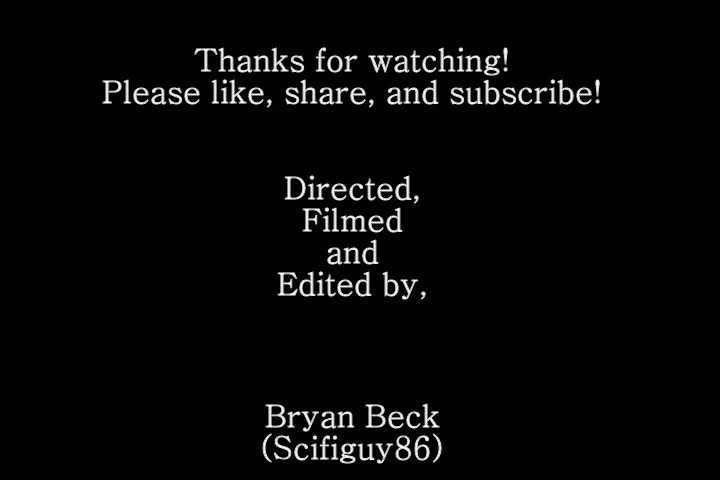 Thanks for watching!
Please like, share, and subscribe!
Directed,
Filmed
and
Edited by,
Bryan Beck
(Scifiguy86)